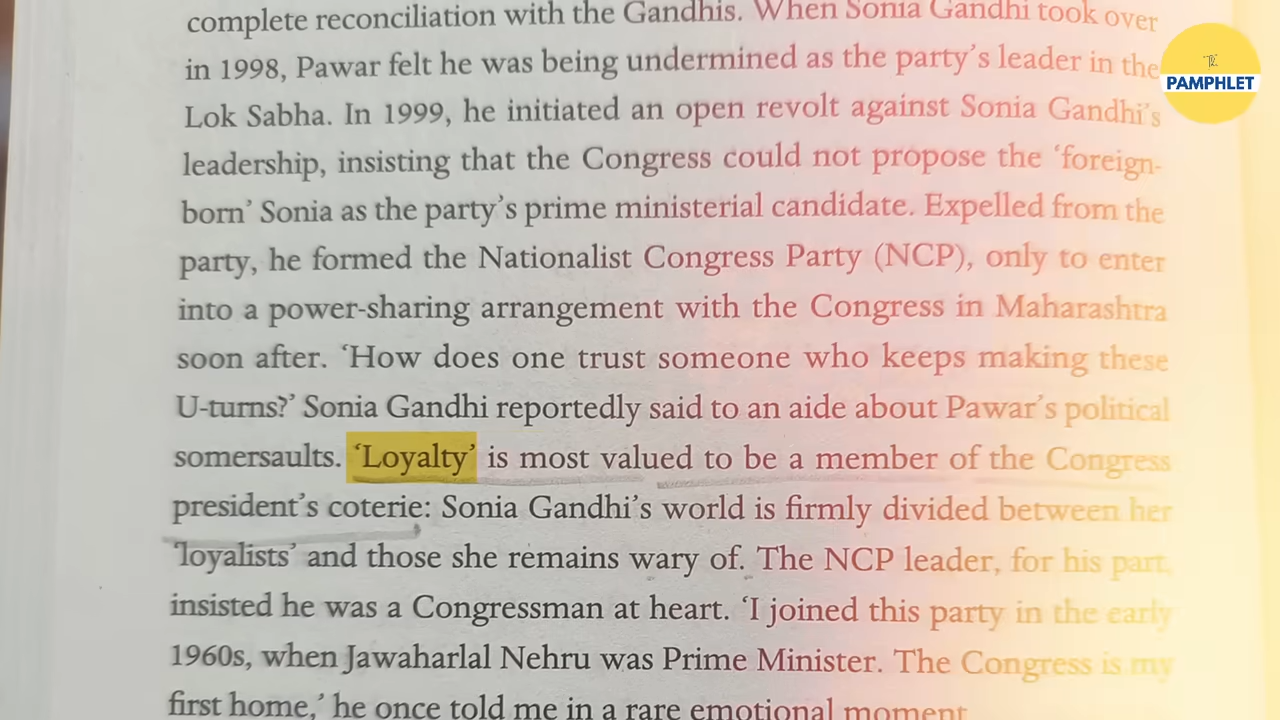 complete reconciliation with the Gandhis. When Sonia Gandhi took over
in 1998, Pawar felt he was being undermined as the party's leader in the
Lok Sabha. In 1999, he initiated an open revolt against Sonia Gandhi's
leadership, insisting that the Congress could not propose the ‘foreign-
born’ Sonia as the party's prime ministerial candidate. Expelled from the
party, he formed the Nationalist Congress Party (NCP), only to enter
into a power-sharing arrangement with the Congress in Maharashtra
soon after. ‘How does one trust someone who keeps making these
U-turns?’ Sonia Gandhi reportedly said to an aide about Pawar's political
somersaults. ‘Loyalty’ is most valued to be a member of the Congress
president's coterie: Sonia Gandhi's world is firmly divided between her
‘loyalists’ and those she remains wary of. The NCP leader, for his part,
insisted he was a Congressman at heart. ‘I joined this party in the early
1960s, when Jawaharlal Nehru was Prime Minister. The Congress is my
first home,’ he once told me in a rare emotional moment
The
PAMPHLET